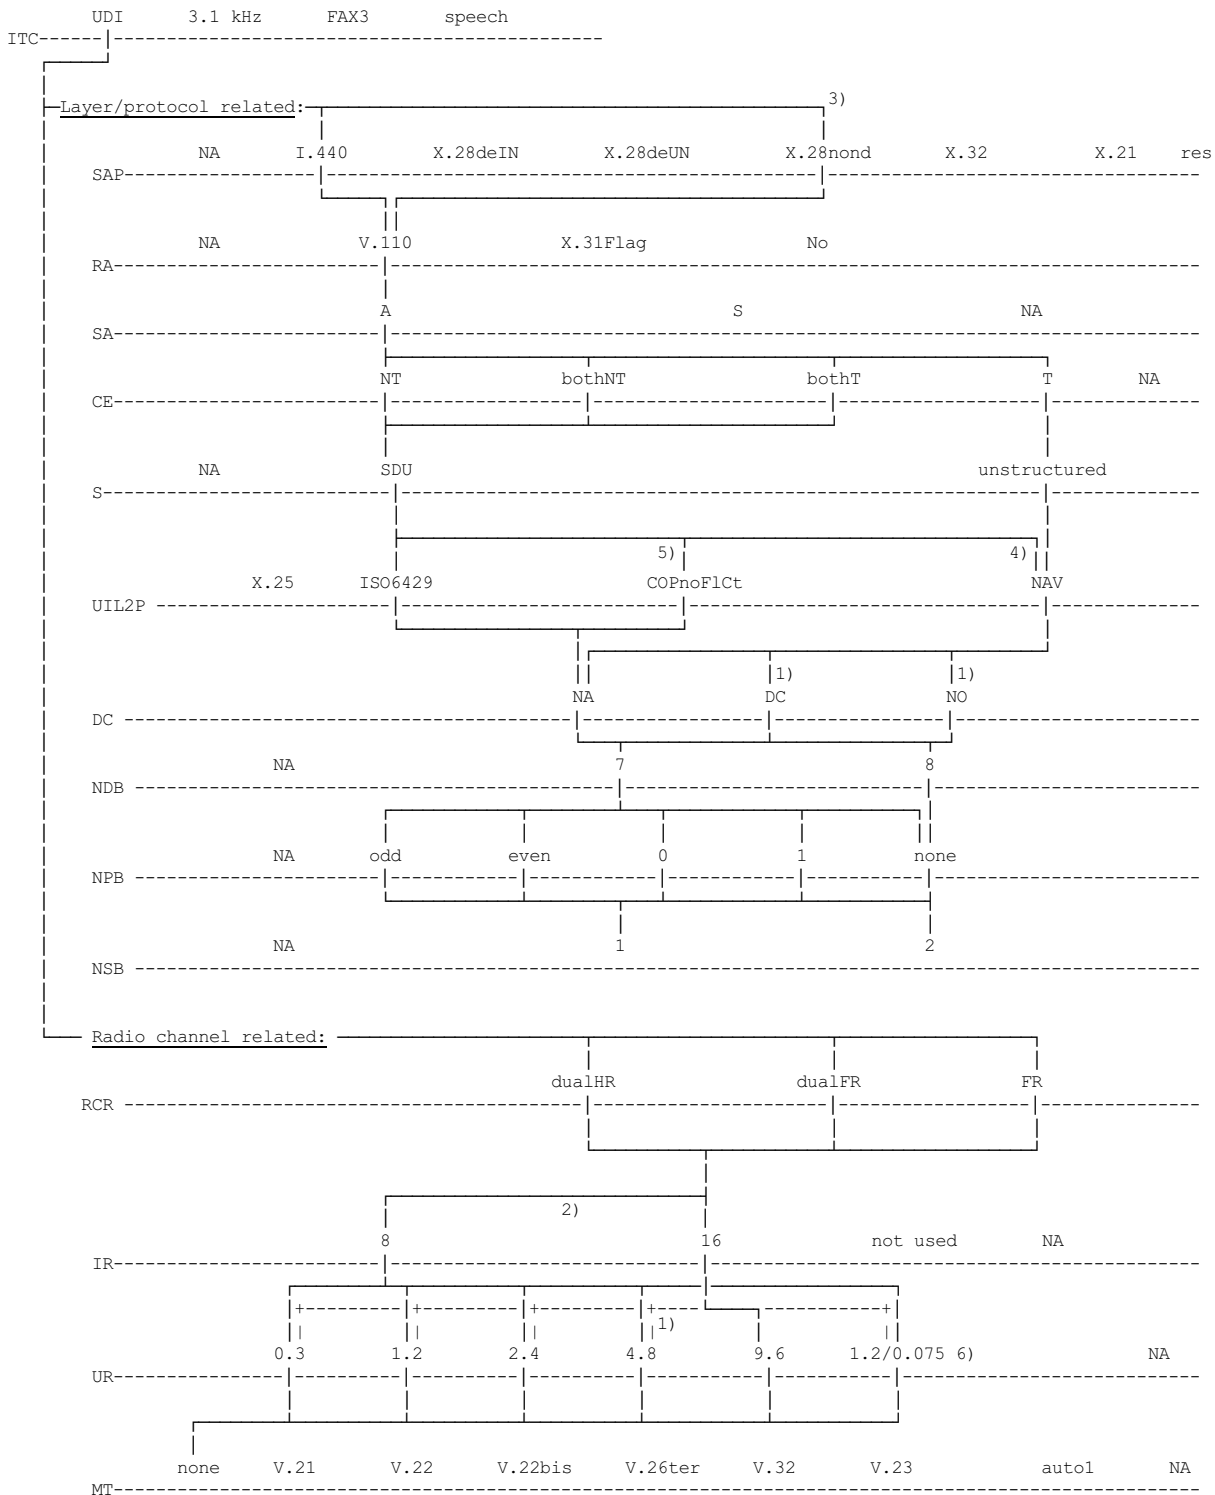 UDI 3.1 kHz FAX3 speech
ITC
Layer/protocol related: 3)
NA I.440 X.28deIN X.28deUN X.28nond X.32 X.21 res
SAP
NA V.110 X.31Flag No
RA
A S NA
SA
NT bothNT bothT T NA
CE
NA SDU unstructured
S
5) 4)
X.25 ISO6429 COPnoFlCt NAV
UIL2P
1) 1)
NA DC NO
DC
NA 7 8
NDB
NA odd even 0 1 none
NPB
NA 1 2
NSB
Radio channel related:
dualHR dualFR FR
RCR
2)
8 16 not used NA
IR
1)
0.3 1.2 2.4 4.8 9.6 1.2/0.075 6) NA
UR
none V.21 V.22 V.22bis V.26ter V.32 V.23 auto1 NA
MT